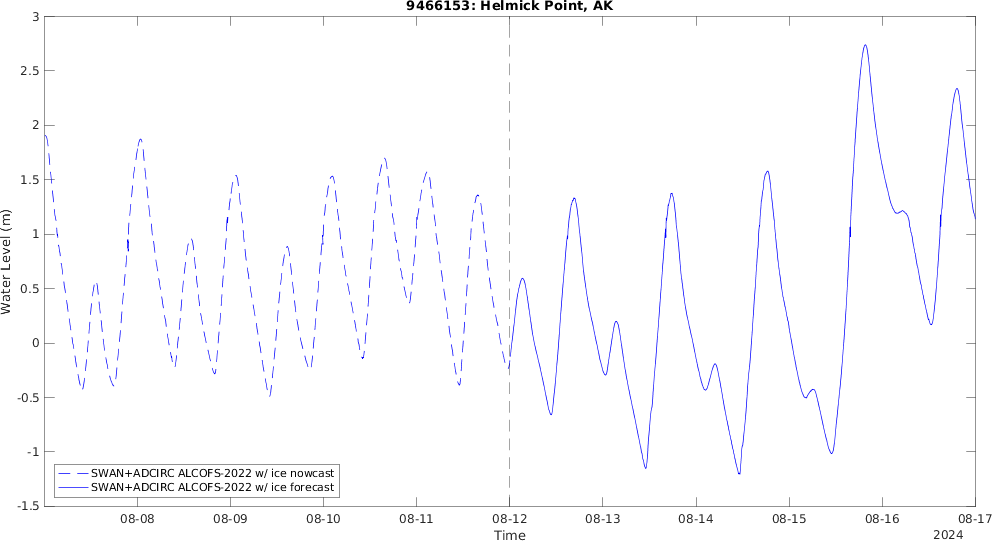 9466153: Helmick Point, AK
3
2.5
2
1.5
1
0.5
0
-0.5
-1
-1.5
Water Level (m)
SWAN+ADCIRC ALCOFS-2022 w/ ice nowcast
SWAN+ADCIRC ALCOFS-2022 w/ ice forecast
08-08 08-09 08-10 08-11 08-12 08-13 08-14 08-15 08-16 08-17
Time
2024